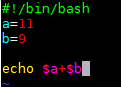 #!/bin/bash
a=11
b=9

echo $a+$b
~